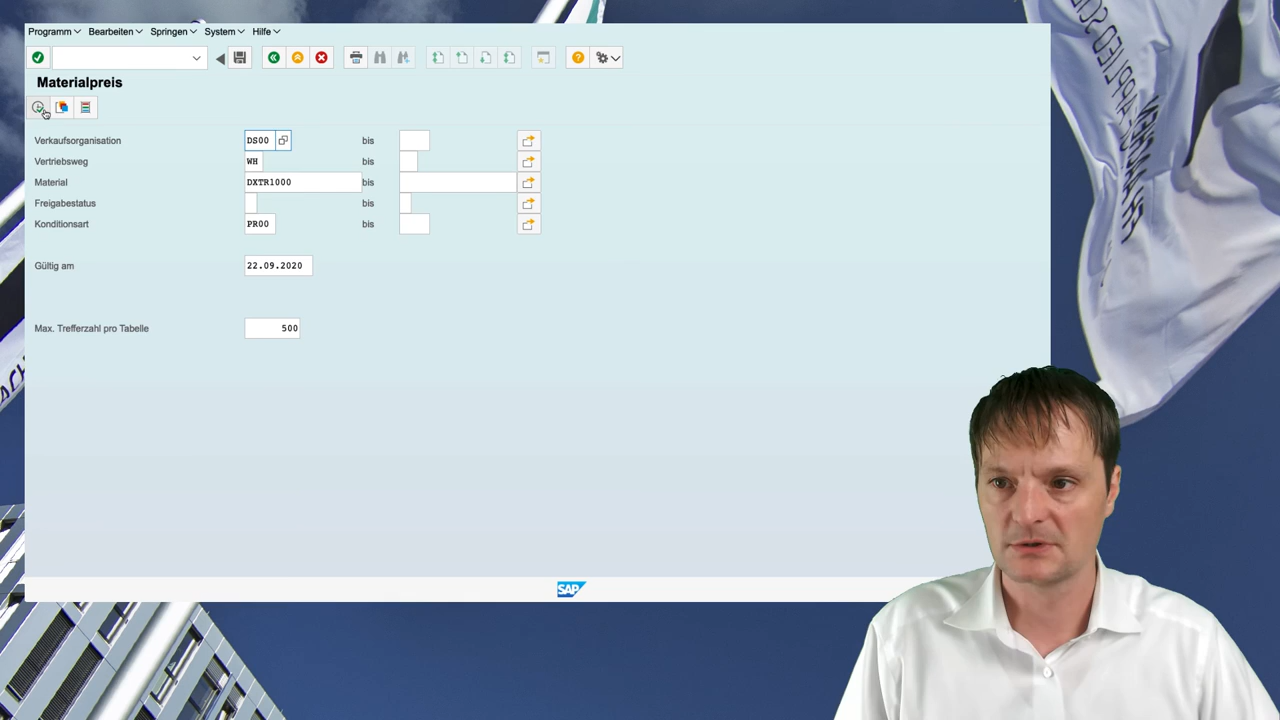 Programm Bearbeiten Springen System Hilfe
Materialpreis
Verkaufsorganisation DS00 bis
Vertriebsweg WH bis
Material DXTR1000 bis
Freigabestatus bis
Konditionsart PR00 bis
Gültig am 22.09.2020
Max. Trefferzahl pro Tabelle 500
SAP